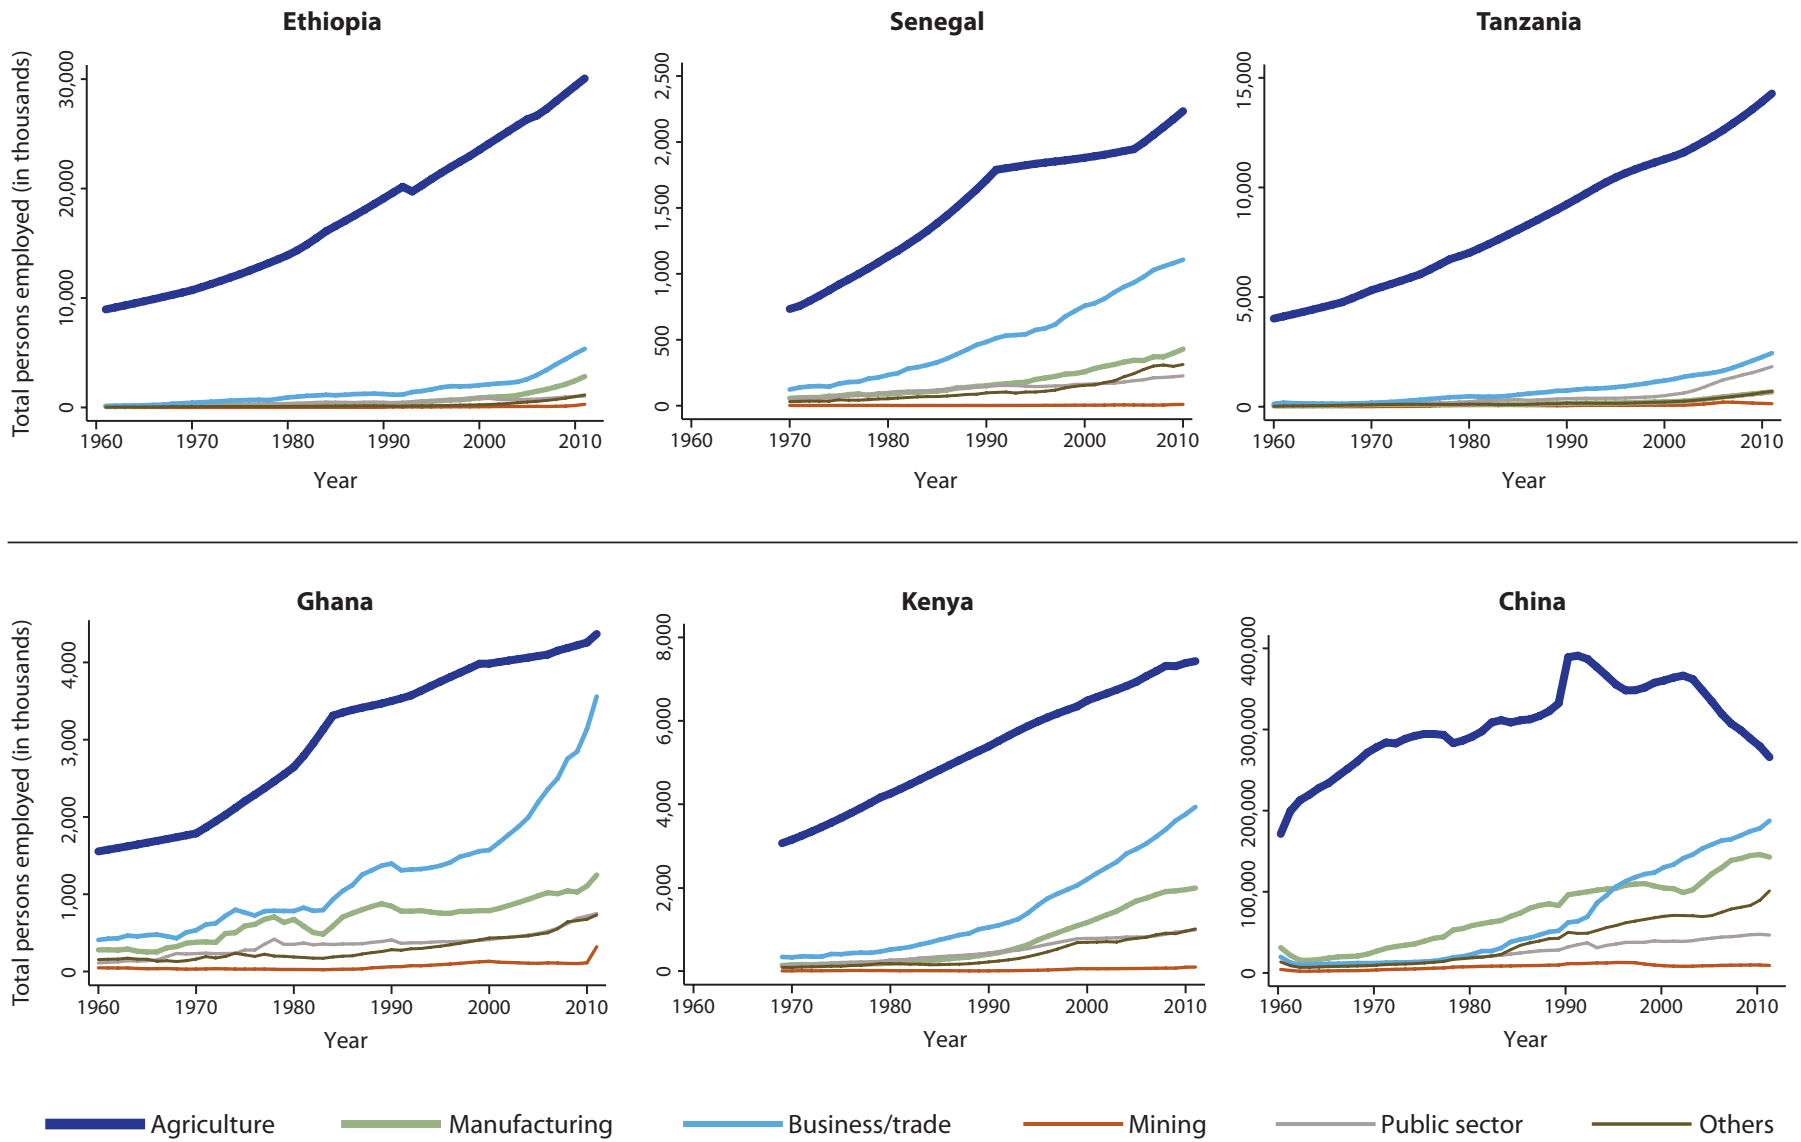 Ethiopia
Senegal
Tanzania
Total persons employed (in thousands)
30,000
20,000
10,000
0
1960 1970 1980 1990 2000 2010
Year
2,500
2,000
1,500
1,000
500
0
1960 1970 1980 1990 2000 2010
Year
15,000
10,000
5,000
0
1960 1970 1980 1990 2000 2010
Year
Ghana
Kenya
China
Total persons employed (in thousands)
4,000
3,000
2,000
1,000
0
1960 1970 1980 1990 2000 2010
Year
8,000
6,000
4,000
2,000
0
1960 1970 1980 1990 2000 2010
Year
400,000
300,000
200,000
100,000
0
1960 1970 1980 1990 2000 2010
Year
Agriculture Manufacturing Business/trade Mining Public sector Others